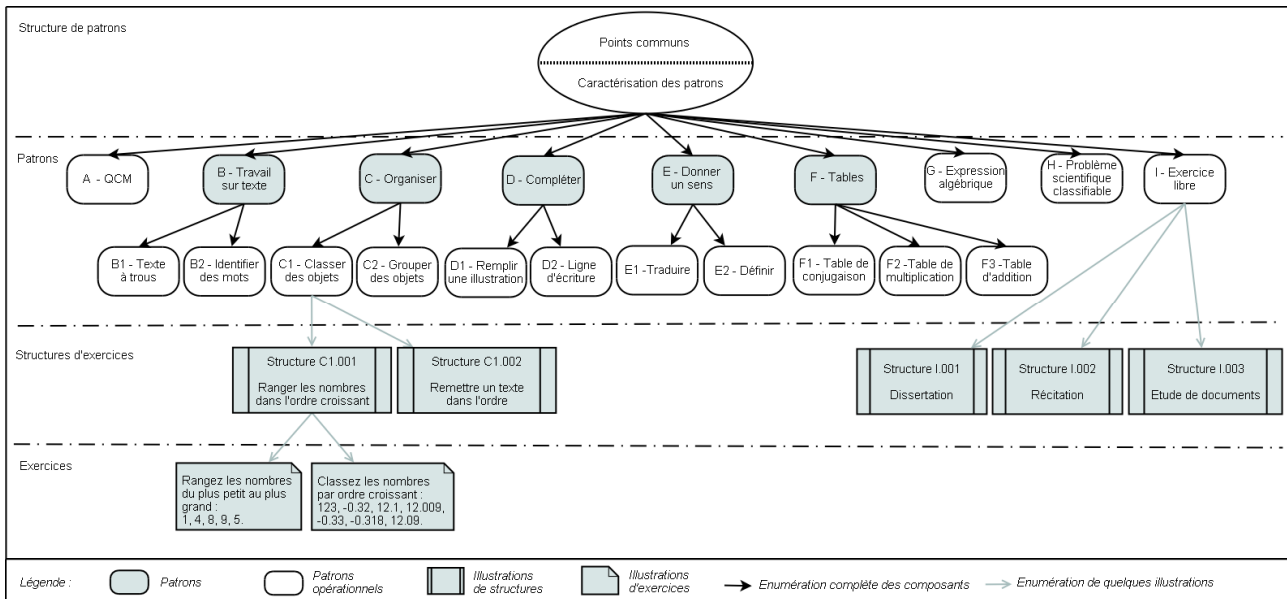 Structure de patrons
Points communs
Caractérisation des patrons
Patrons
A - QCM
B - Travail
sur texte
C - Organiser
D - Compléter
E - Donner
un sens
F - Tables
G - Expression
algébrique
H - Problème
scientifique
classifiable
I - Exercice
libre
B1 - Texte
à trous
B2 - Identifier
des mots
C1 - Classer
des objets
C2 - Grouper
des objets
D1 - Remplir
une illustration
D2 - Ligne
d'écriture
E1 -Traduire
E2 - Définir
F1 - Table de
conjugaison
F2 -Table de
multiplication
F3 -Table
d'addition
Structures d'exercices
Structure C1.001
Ranger les nombres
dans l'ordre croissant
Structure C1.002
Remettre un texte
dans l'ordre
Structure I.001
Dissertation
Structure I.002
Récitation
Structure I.003
Etude de documents
Exercices
Rangez les nombres
du plus petit au plus
grand :
1, 4, 8, 9, 5.
Classez les nombres
par ordre croissant :
123, -0.32, 12.1, 12.009,
-0.33, -0.318, 12.09.
Légende :
Patrons
Patrons
opérationnels
Illustrations
de structures
Illustrations
d'exercices
Enumération complète des composants
Enumération de quelques illustrations